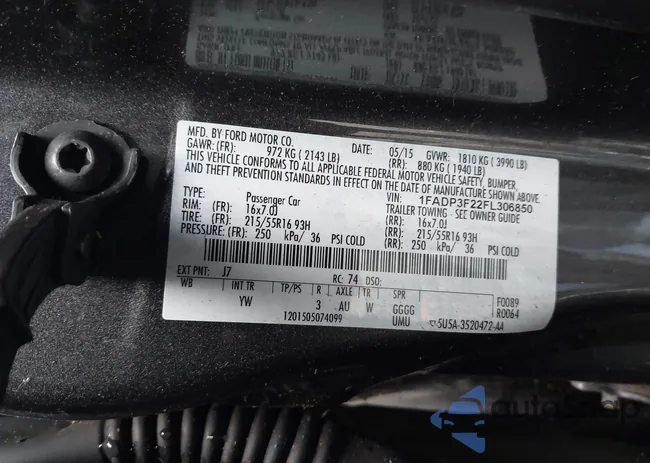 MFD. BY FORD MOTOR CO. DATE: 05/15 GVWR: 1810 KG ( 3990 LB)
GAWR: (FR): 972 KG ( 2143 LB) (RR): 880 KG ( 1940 LB)
THIS VEHICLE CONFORMS TO ALL APPLICABLE FEDERAL MOTOR VEHICLE SAFETY, BUMPER,
AND THEFT PREVENTION STANDARDS IN EFFECT ON THE DATE OF MANUFACTURE SHOWN ABOVE.
VIN: 1FADP3F22FL306850
TYPE: Passenger Car TRAILER TOWING - SEE OWNER GUIDE
RIM: (FR): 16x7.0J (RR): 16x7.0J
TIRE: (FR): 215/55R16 93H (RR): 215/55R16 93H
PRESSURE: (FR): 250 kPa/ 36 PSI COLD (RR): 250 kPa/ 36 PSI COLD
EXT PNT: J7 RC: 74 DSO:
WB INT TR TP/PS R AXLE TR SPR F0089
YW 3 AU W GGGG R0064
1201505074099 UMU 5U5A-3520472-AA
autoSnap